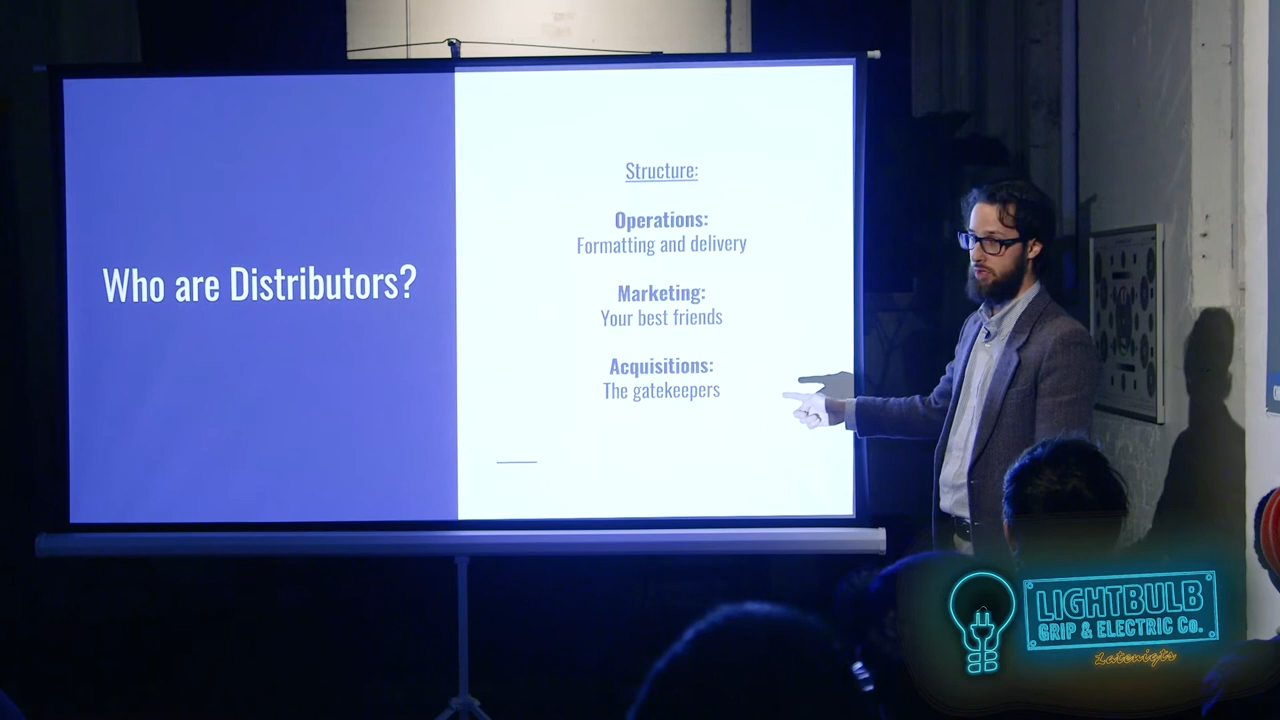 Who are Distributors?
Structure:
Operations:
Formatting and delivery
Marketing:
Your best friends
Acquisitions:
The gatekeepers
LIGHTBULB
GRIP & ELECTRIC Co.
Latenigts